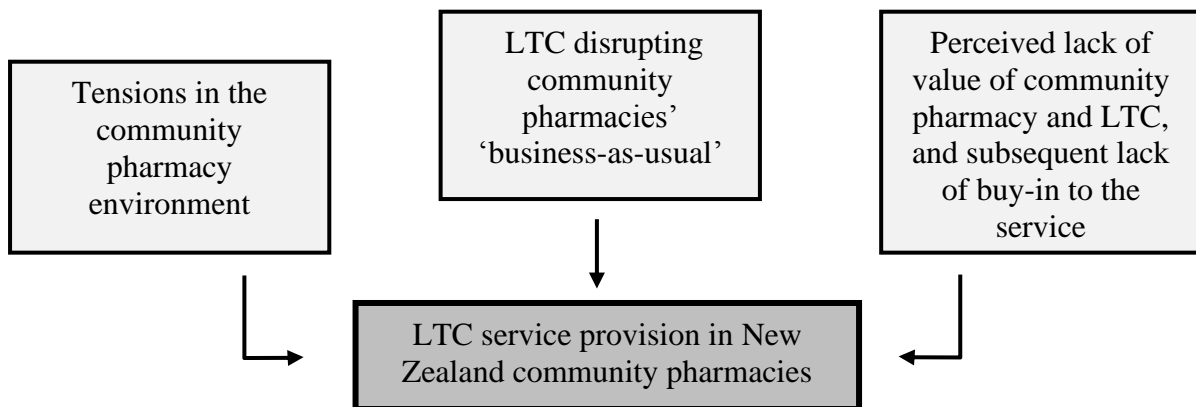 Tensions in the
community
pharmacy
environment
LTC disrupting
community
pharmacies’
‘business-as-usual’
Perceived lack of
value of community
pharmacy and LTC,
and subsequent lack
of buy-in to the
service
LTC service provision in New
Zealand community pharmacies